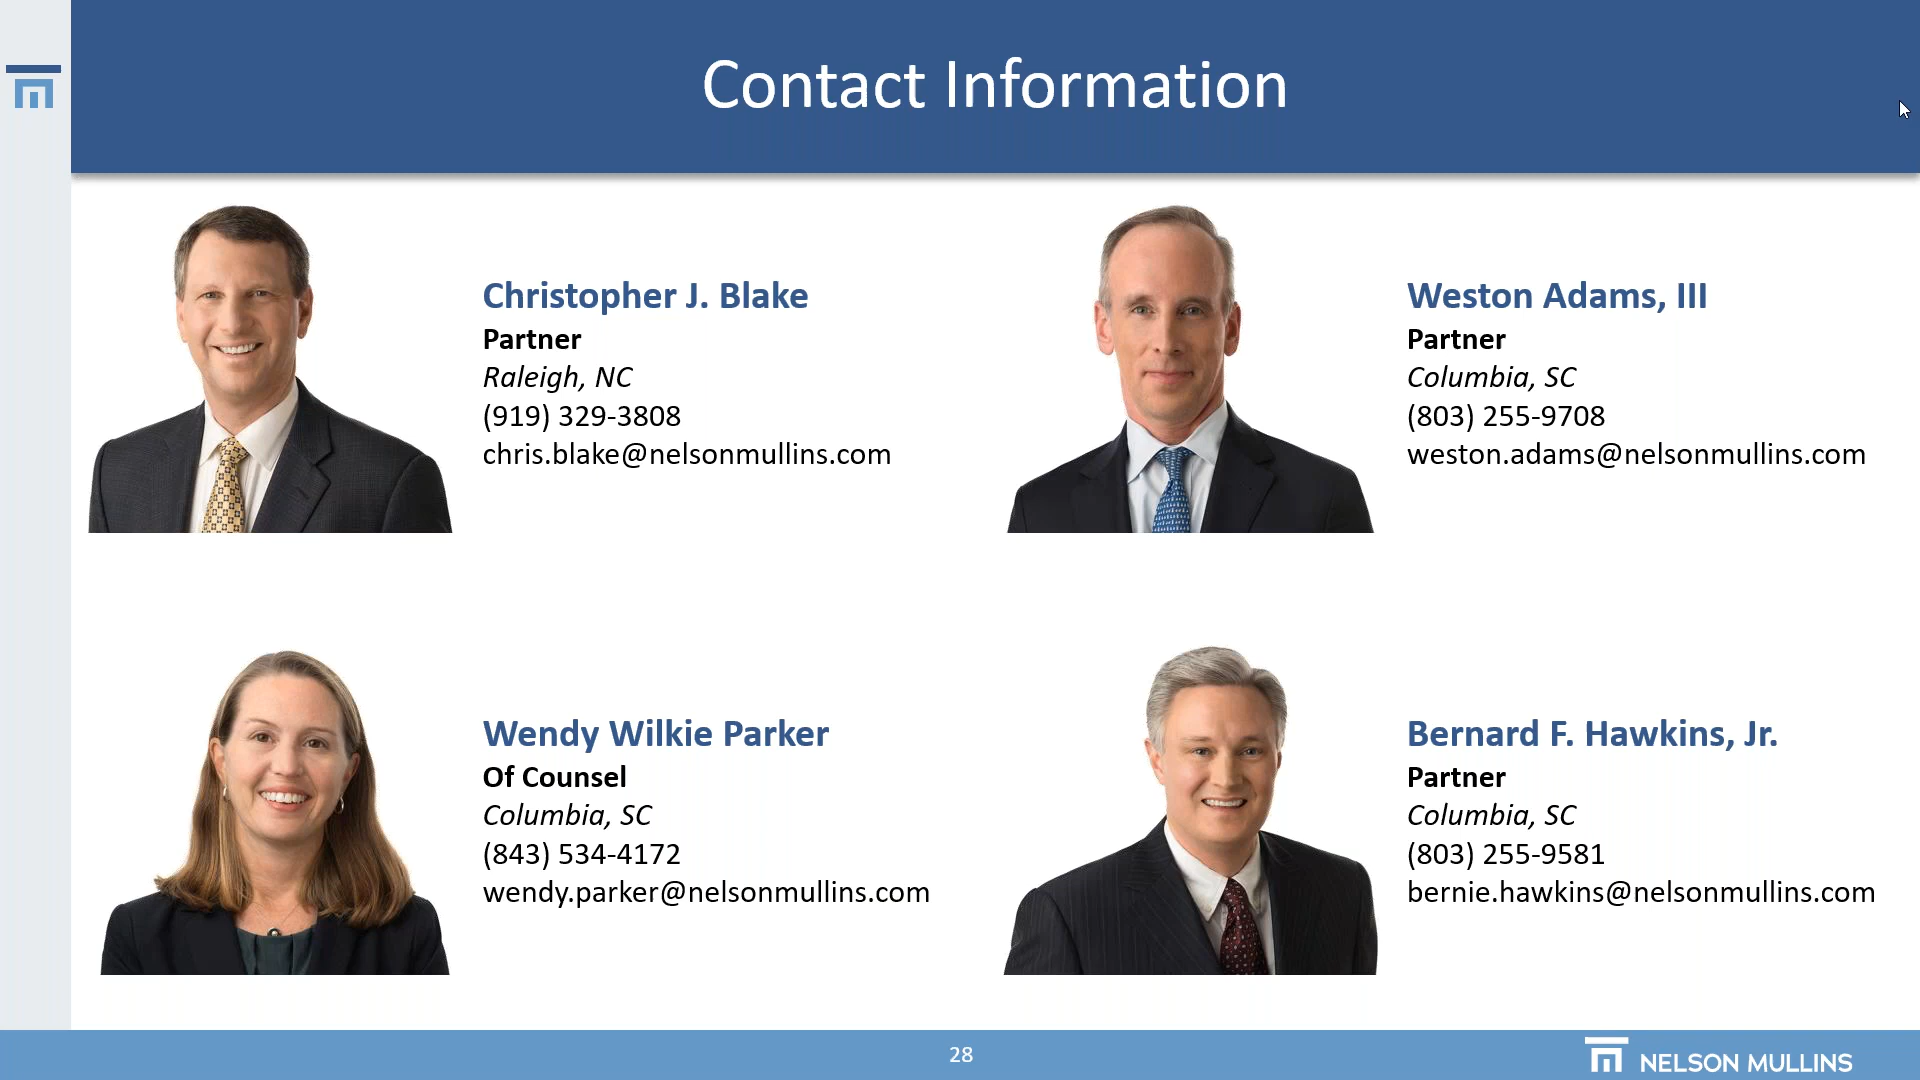 Contact Information
Christopher J. Blake
Partner
Raleigh, NC
(919) 329-3808
chris.blake@nelsonmullins.com
Weston Adams, III
Partner
Columbia, SC
(803) 255-9708
weston.adams@nelsonmullins.com
Wendy Wilkie Parker
Of Counsel
Columbia, SC
(843) 534-4172
wendy.parker@nelsonmullins.com
Bernard F. Hawkins, Jr.
Partner
Columbia, SC
(803) 255-9581
bernie.hawkins@nelsonmullins.com
28
NELSON MULLINS